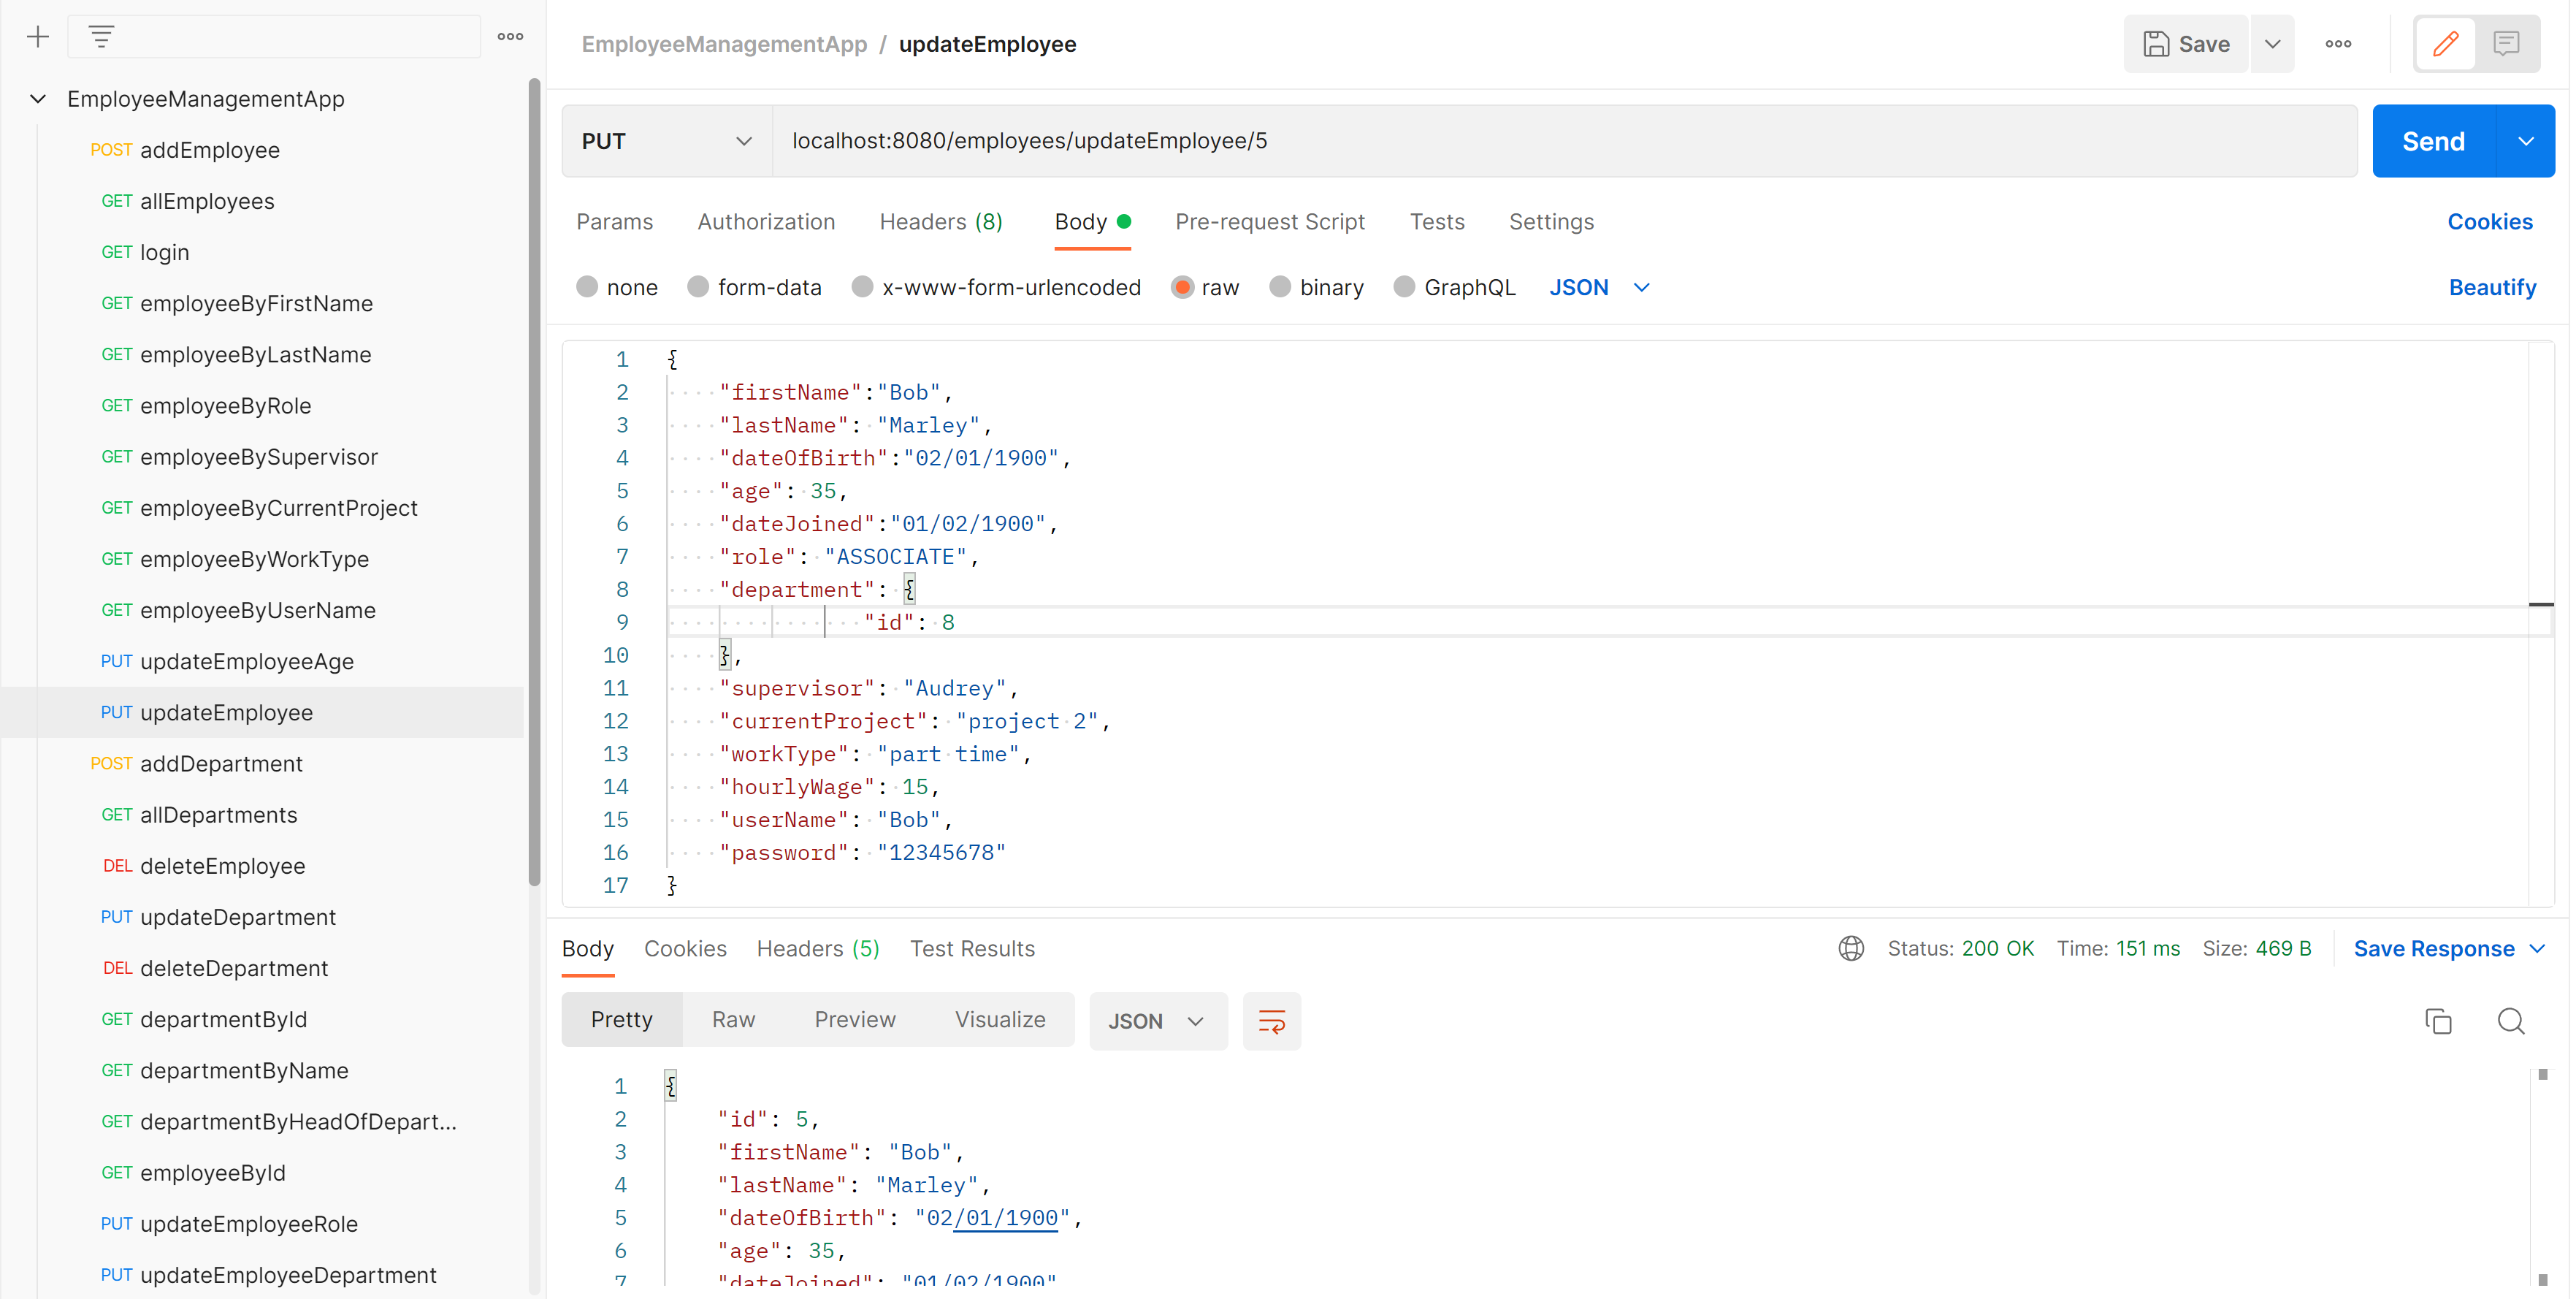 EmployeeManagementApp
POST addEmployee
GET allEmployees
GET login
GET employeeByFirstName
GET employeeByLastName
GET employeeByRole
GET employeeBySupervisor
GET employeeByCurrentProject
GET employeeByWorkType
GET employeeByUserName
PUT updateEmployeeAge
PUT updateEmployee
POST addDepartment
GET allDepartments
DEL deleteEmployee
PUT updateDepartment
DEL deleteDepartment
GET departmentById
GET departmentByName
GET departmentByHeadOfDepart...
GET employeeById
PUT updateEmployeeRole
PUT updateEmployeeDepartment
EmployeeManagementApp / updateEmployee
Save
PUT localhost:8080/employees/updateEmployee/5 Send
Params Authorization Headers (8) Body Pre-request Script Tests Settings Cookies
none form-data x-www-form-urlencoded raw binary GraphQL JSON Beautify
1 {
2 "firstName":"Bob",
3 "lastName": "Marley",
4 "dateOfBirth":"02/01/1900",
5 "age": 35,
6 "dateJoined":"01/02/1900",
7 "role": "ASSOCIATE",
8 "department": {
9 "id": 8
10 },
11 "supervisor": "Audrey",
12 "currentProject": "project 2",
13 "workType": "part time",
14 "hourlyWage": 15,
15 "userName": "Bob",
16 "password": "12345678"
17 }
Body Cookies Headers (5) Test Results Status: 200 OK Time: 151 ms Size: 469 B Save Response
Pretty Raw Preview Visualize JSON
1 {
2 "id": 5,
3 "firstName": "Bob",
4 "lastName": "Marley",
5 "dateOfBirth": "02/01/1900",
6 "age": 35,
7 "dateJoined": "01/02/1900"